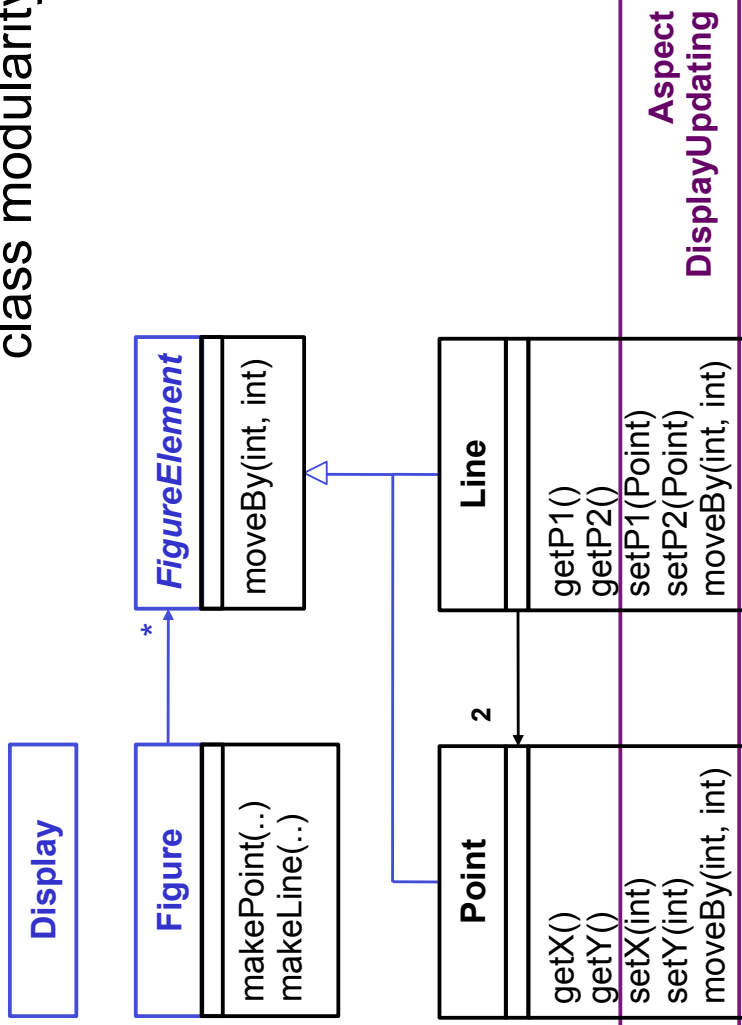 class modularity
Display
Figure
makePoint(..)
makeLine(..)
*
FigureElement
moveBy(int, int)
Point
getX()
getY()
setX(int)
setY(int)
moveBy(int, int)
2
Line
getP1()
getP2()
setP1(Point)
setP2(Point)
moveBy(int, int)
Aspect
DisplayUpdating